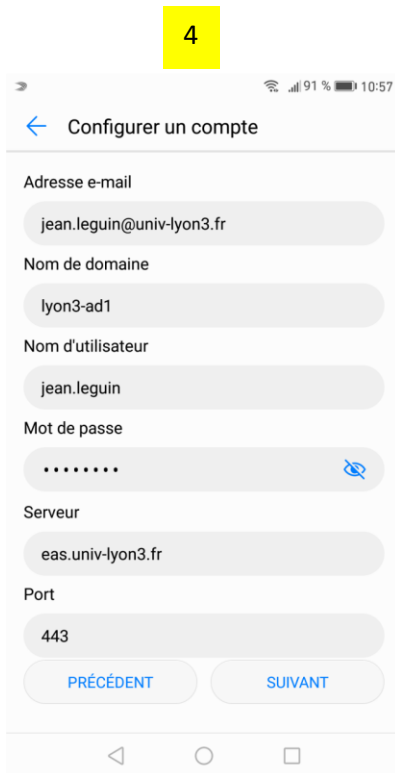 4
91 % 10:57
Configurer un compte
Adresse e-mail
jean.leguin@univ-lyon3.fr
Nom de domaine
lyon3-ad1
Nom d'utilisateur
jean.leguin
Mot de passe
........
Serveur
eas.univ-lyon3.fr
Port
443
PRÉCÉDENT SUIVANT